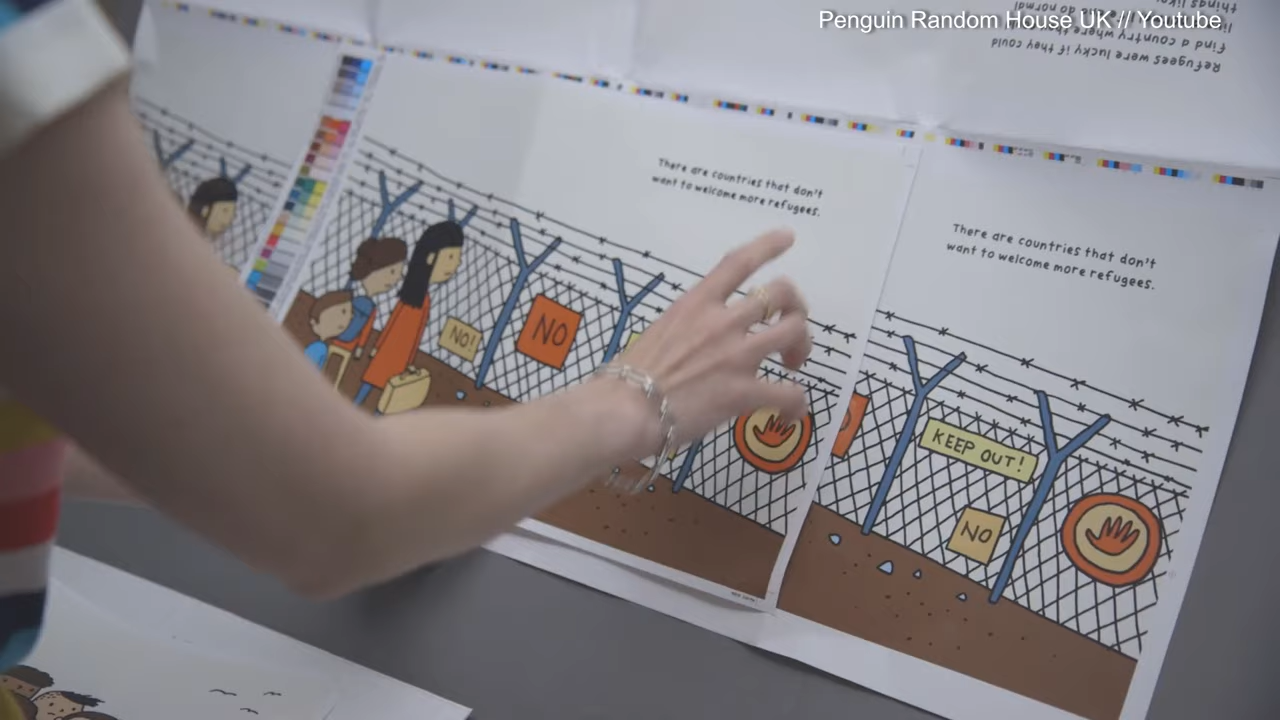 Penguin Random House UK // Youtube
Refugees were lucky if they could
find a country where
do normal
things
There are countries that don't
want to welcome more refugees.
There are countries that don't
want to welcome more refugees.
NO!
NO
KEEP OUT!
NO